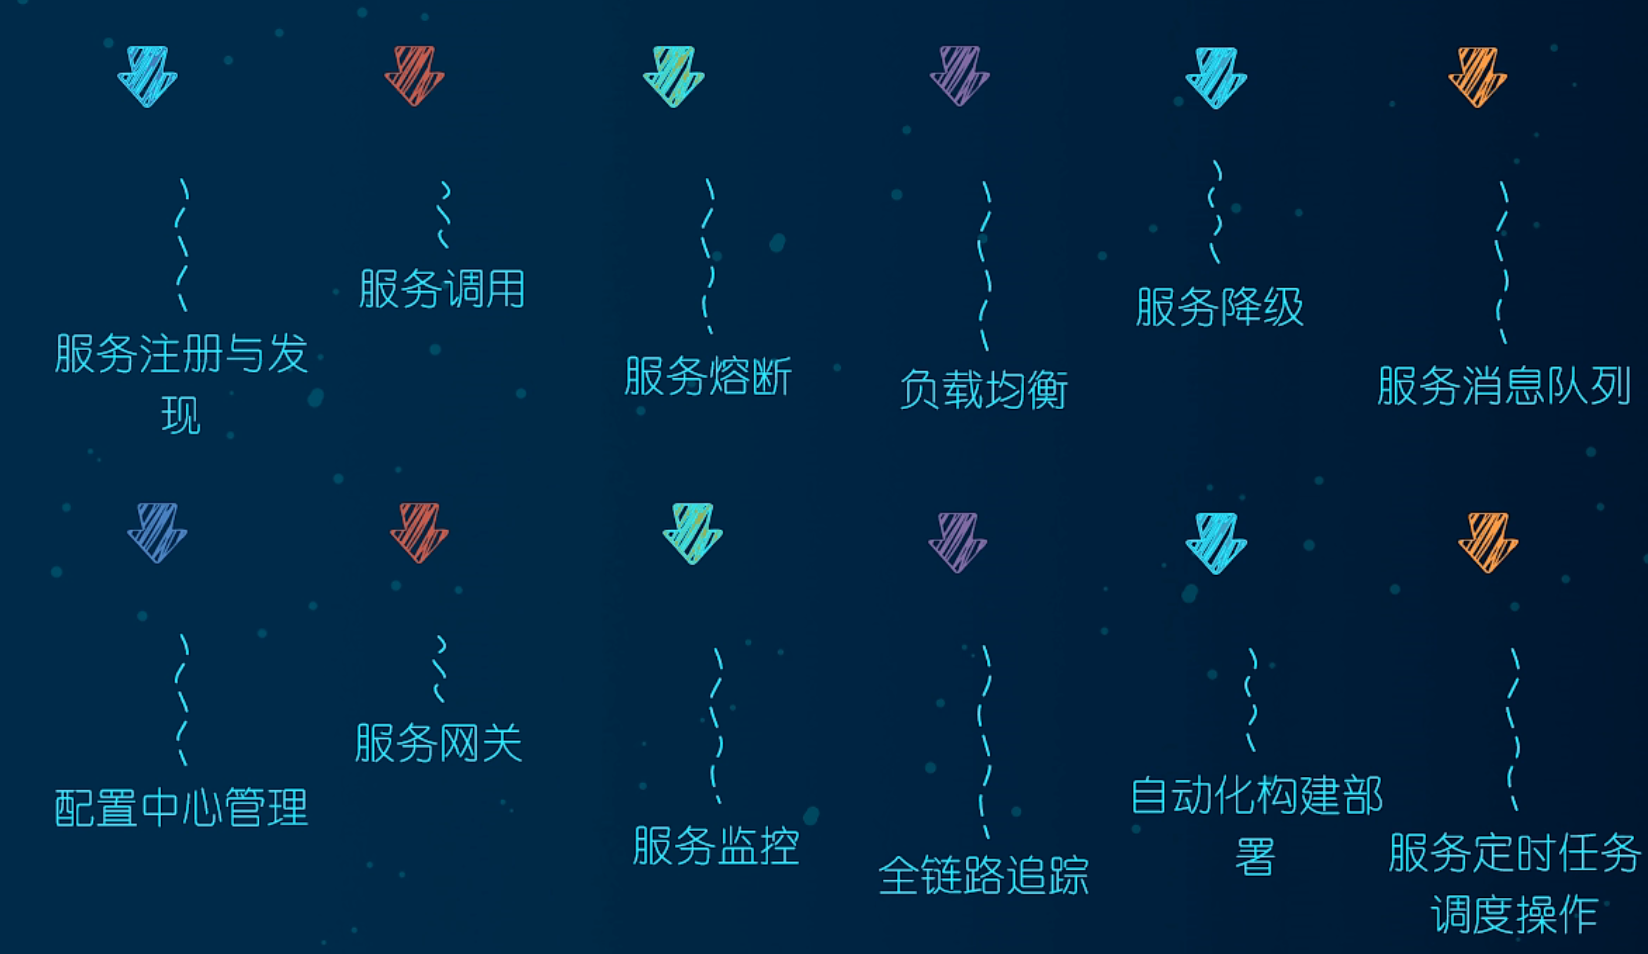 服务注册与发
现
服务调用
服务熔断
负载均衡
服务降级
服务消息队列
配置中心管理
服务网关
服务监控
全链路追踪
自动化构建部
署
服务定时任务
调度操作